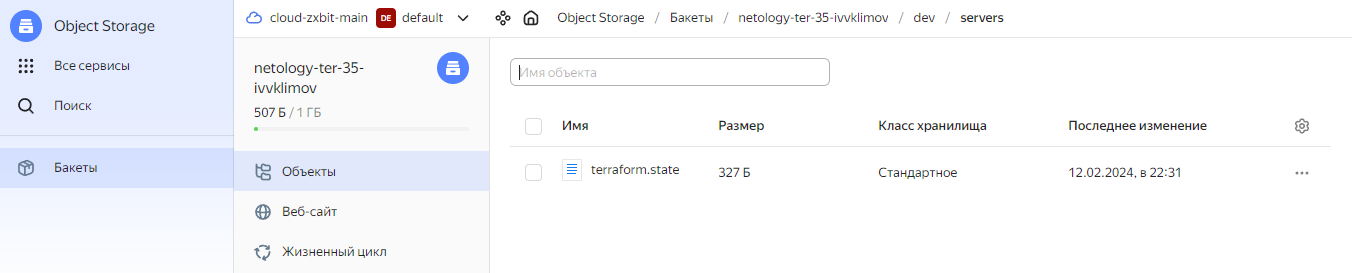 Object Storage
Все сервисы
Поиск
Бакеты
cloud-zxbit-main DE default
Object Storage / Бакеты / netology-ter-35-ivvklimov / dev / servers
netology-ter-35-
ivvklimov
507 Б / 1 ГБ
Объекты
Веб-сайт
Жизненный цикл
Имя объекта
Имя Размер Класс хранилища Последнее изменение
terraform.state 327 Б Стандартное 12.02.2024, в 22:31